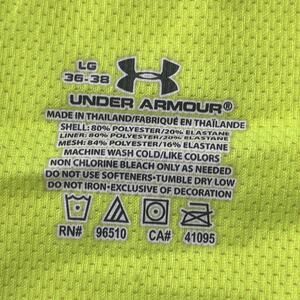 LG
36-38
UNDER ARMOUR®
MADE IN THAILAND/FABRIQUÉ EN THAÏLANDE
SHELL: 80% POLYESTER/20% ELASTANE
LINER: 80% POLYESTER/20% ELASTANE
MESH: 84% POLYESTER/16% ELASTANE
MACHINE WASH COLD/LIKE COLORS
NON CHLORINE BLEACH ONLY AS NEEDED
DO NOT USE SOFTENERS•TUMBLE DRY LOW
DO NOT IRON•EXCLUSIVE OF DECORATION
RN# 96510 CA# 41095